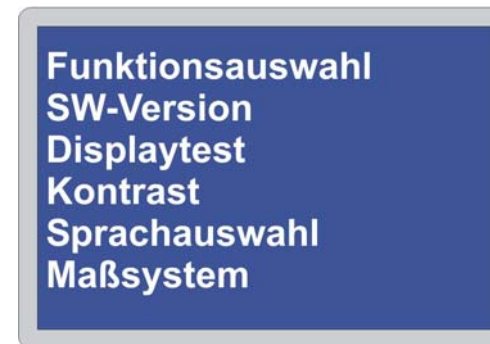 Funktionsauswahl
SW-Version
Displaytest
Kontrast
Sprachauswahl
Maßsystem